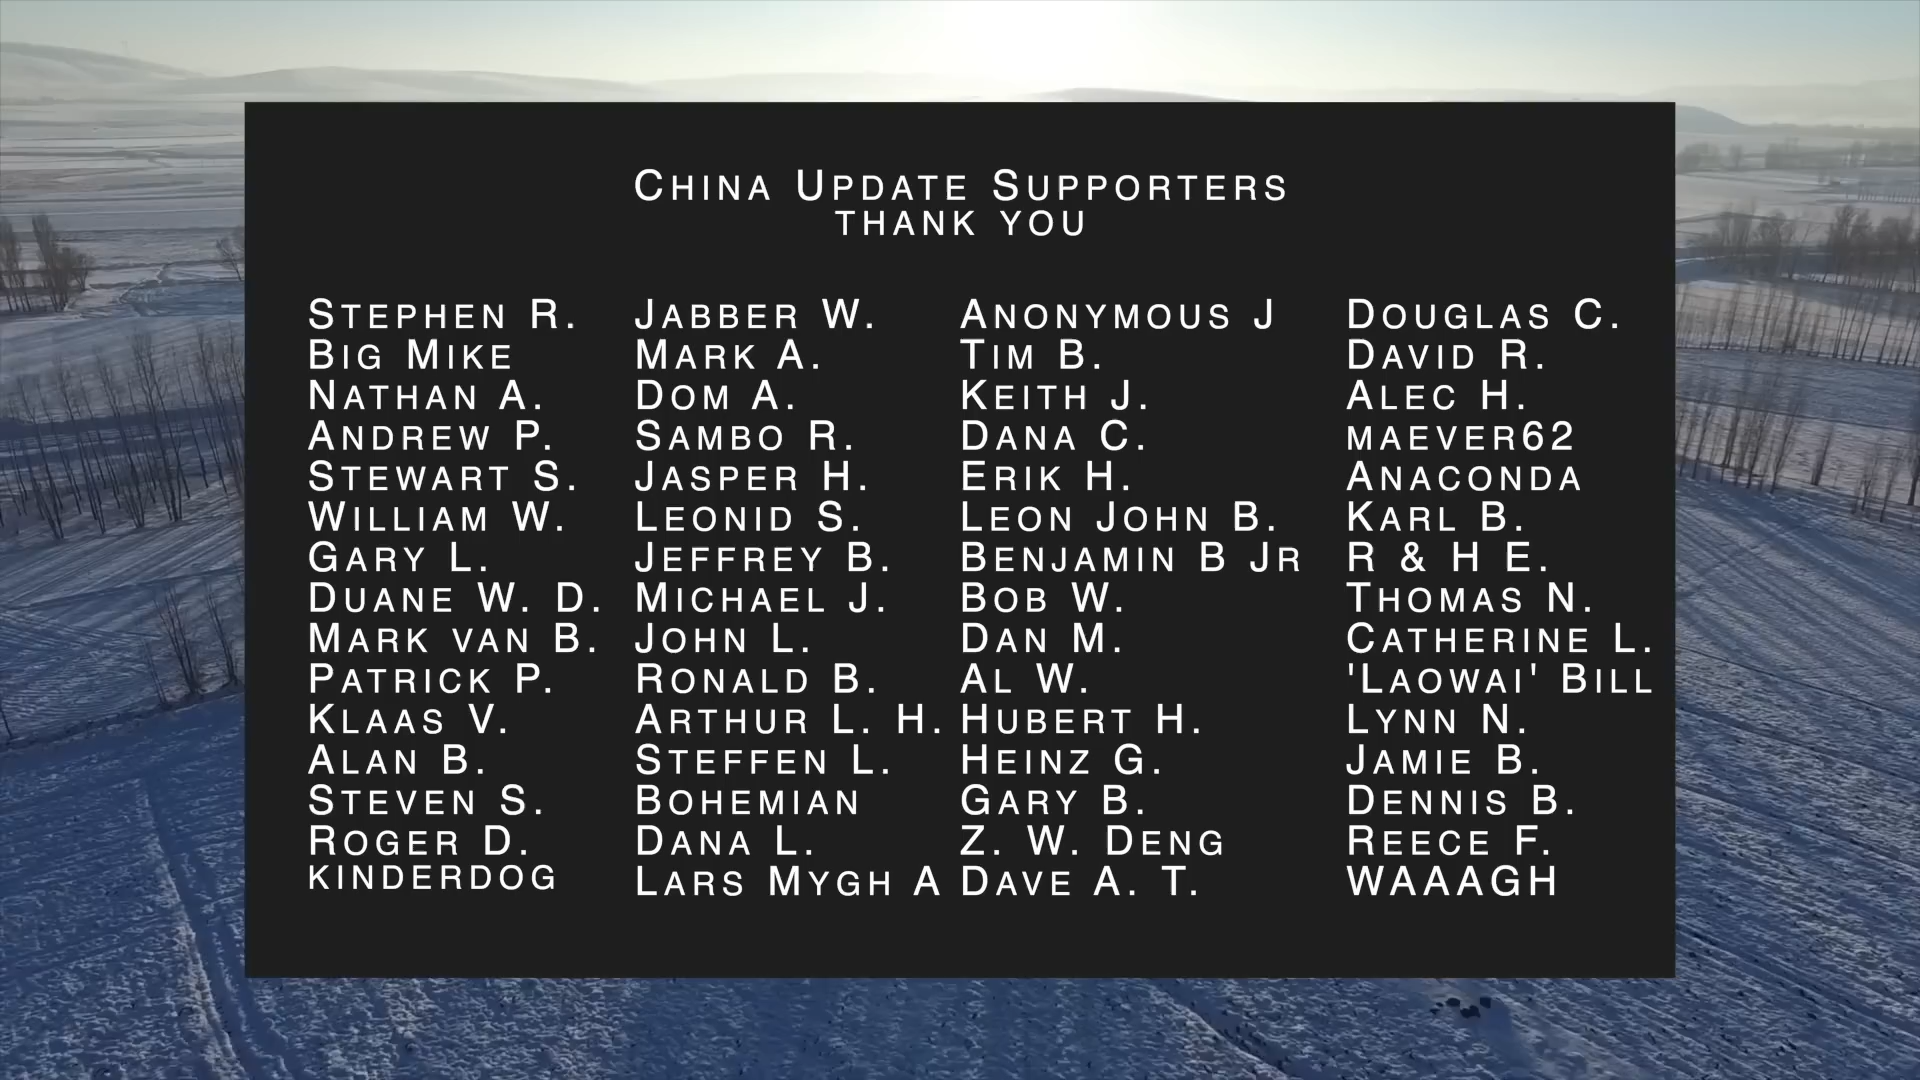 China Update Supporters
THANK YOU
Stephen R.
Big Mike
Nathan A.
Andrew P.
Stewart S.
William W.
Gary L.
Duane W. D.
Mark van B.
Patrick P.
Klaas V.
Alan B.
Steven S.
Roger D.
kinderdog
Jabber W.
Mark A.
Dom A.
Sambo R.
Jasper H.
Leonid S.
Jeffrey B.
Michael J.
John L.
Ronald B.
Arthur L. H.
Steffen L.
Bohemian
Dana L.
Lars Mygh A
Anonymous J
Tim B.
Keith J.
Dana C.
Erik H.
Leon John B.
Benjamin B Jr
Bob W.
Dan M.
Al W.
Hubert H.
Heinz G.
Gary B.
Z. W. Deng
Dave A. T.
Douglas C.
David R.
Alec H.
maever62
Anaconda
Karl B.
R & H E.
Thomas N.
Catherine L.
'Laowai' Bill
Lynn N.
Jamie B.
Dennis B.
Reece F.
WAAAGH